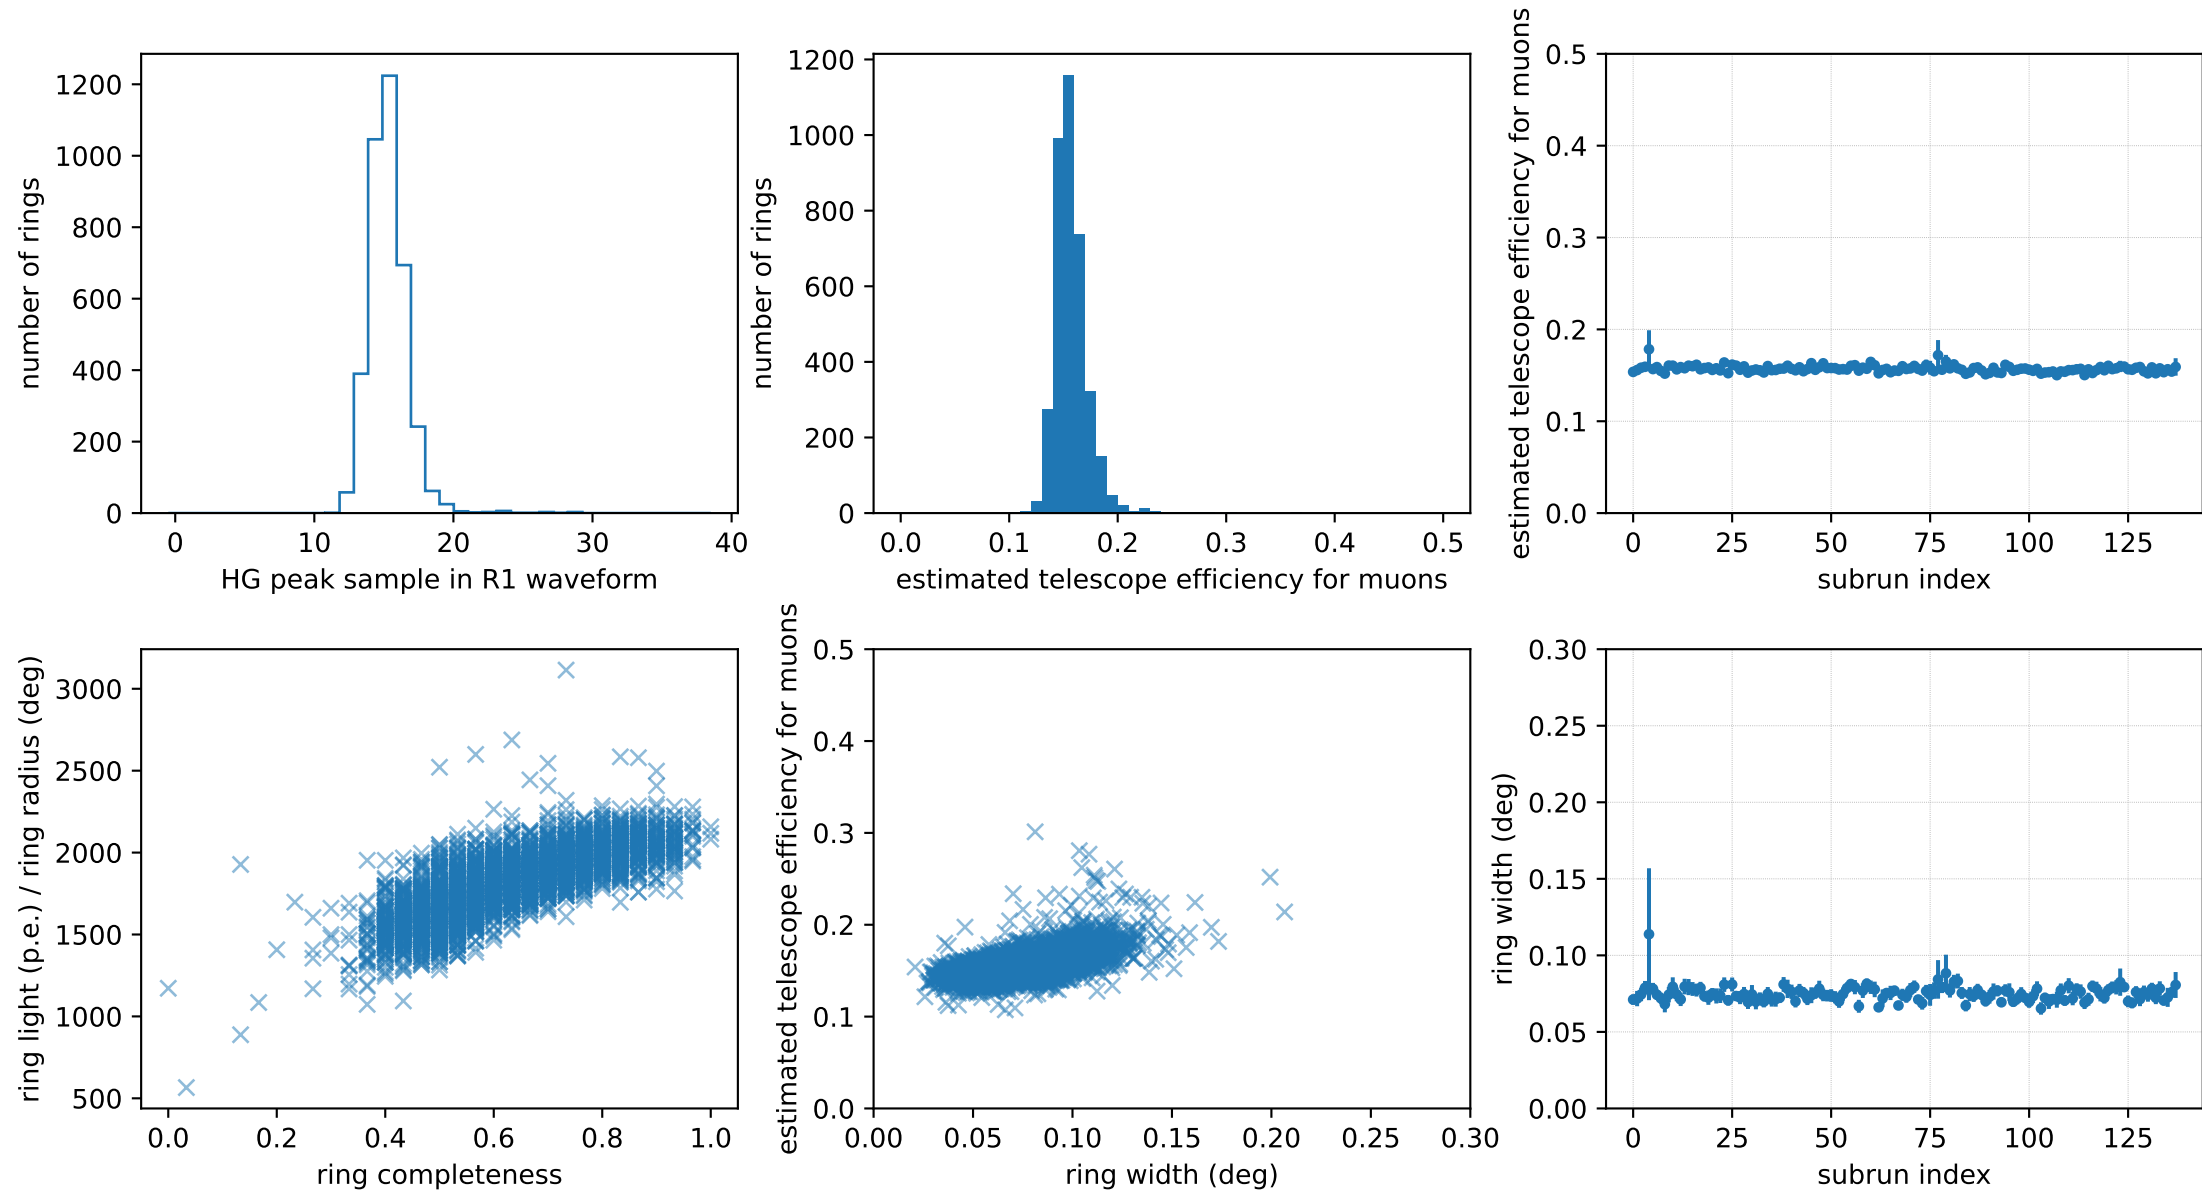 number of rings
1200
1000
800
600
400
200
0
0 10 20 30 40
HG peak sample in R1 waveform
number of rings
1200
1000
800
600
400
200
0
0.0 0.1 0.2 0.3 0.4 0.5
estimated telescope efficiency for muons
estimated telescope efficiency for muons
0.5
0.4
0.3
0.2
0.1
0.0
0 25 50 75 100 125
subrun index
ring light (p.e.) / ring radius (deg)
3000
2500
2000
1500
1000
500
0.0 0.2 0.4 0.6 0.8 1.0
ring completeness
estimated telescope efficiency for muons
0.5
0.4
0.3
0.2
0.1
0.0
0.00 0.05 0.10 0.15 0.20 0.25 0.30
ring width (deg)
ring width (deg)
0.30
0.25
0.20
0.15
0.10
0.05
0.00
0 25 50 75 100 125
subrun index